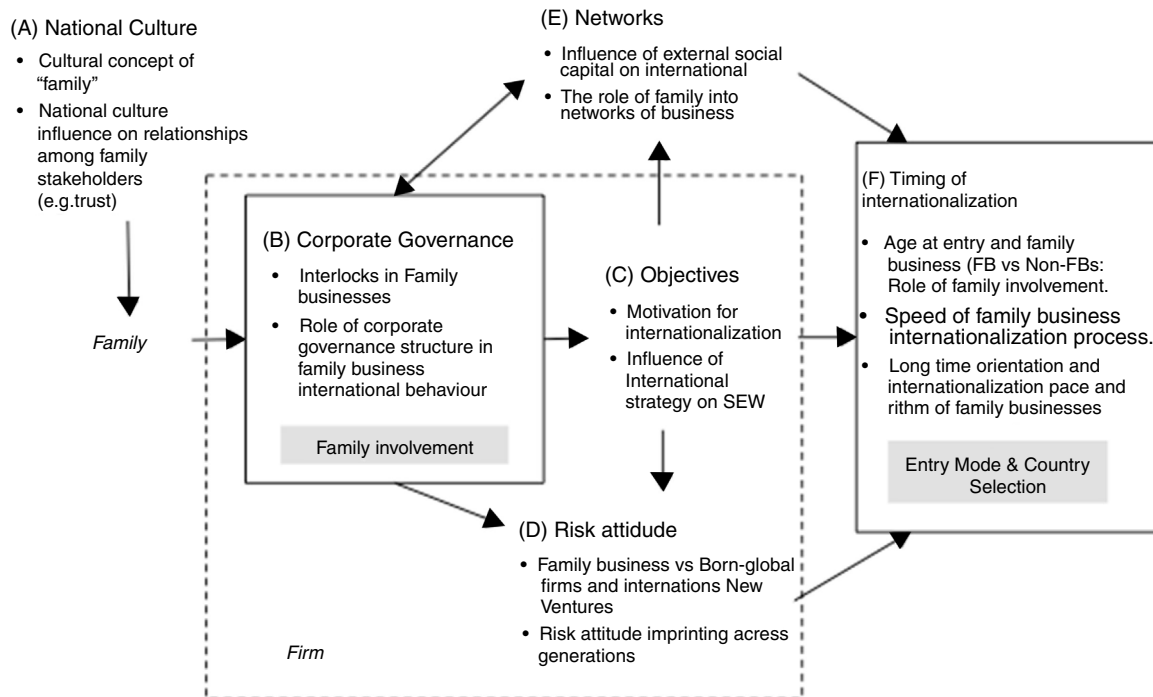 (A) National Culture
• Cultural concept of
“family”
• National culture
influence on relationships
among family
stakeholders
(e.g.trust)
Family
(E) Networks
• Influence of external social
capital on international
• The role of family into
networks of business
(B) Corporate Governance
• Interlocks in Family
businesses
• Role of corporate
governance structure in
family business
international behaviour
Family involvement
(C) Objectives
• Motivation for
internationalization
• Influence of
International
strategy on SEW
(D) Risk attidude
• Family business vs Born-global
firms and internations New
Ventures
• Risk attitude imprinting across
generations
Firm
(F) Timing of
internationalization
• Age at entry and family
business (FB vs Non-FBs:
Role of family involvement.
• Speed of family business
internationalization process.
• Long time orientation and
internationalization pace and
rithm of family businesses
Entry Mode & Country
Selection